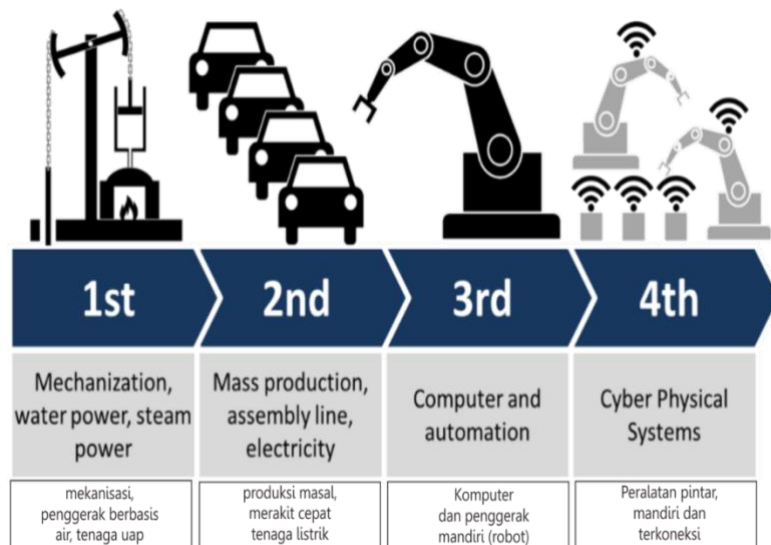 1st
2nd
3rd
4th
Mechanization,
water power, steam
power
Mass production,
assembly line,
electricity
Computer and
automation
Cyber Physical
Systems
mekanisasi,
penggerak berbasis
air, tenaga uap
produksi masal,
merakit cepat
tenaga listrik
Komputer
dan penggerak
mandiri (robot)
Peralatan pintar,
mandiri dan
terkoneksi